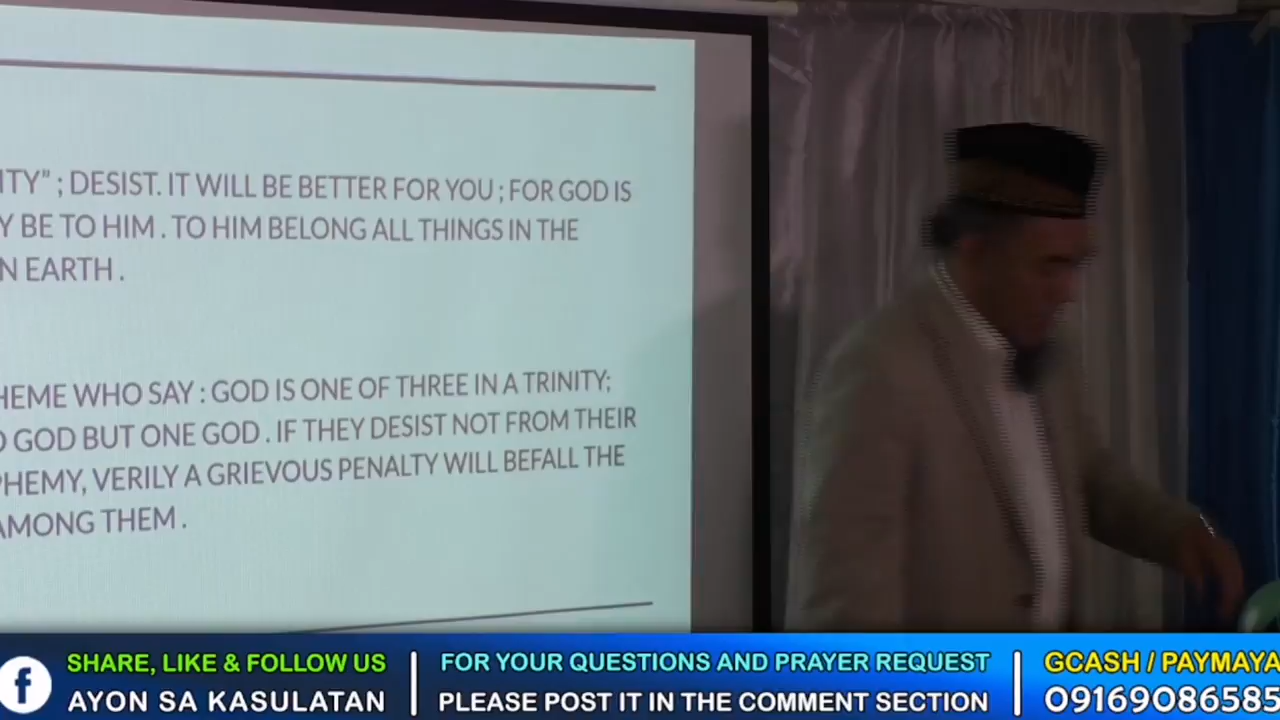 ITY" ; DESIST. IT WILL BE BETTER FOR YOU ; FOR GOD IS
Y BE TO HIM . TO HIM BELONG ALL THINGS IN THE
N EARTH .
HEME WHO SAY : GOD IS ONE OF THREE IN A TRINITY;
O GOD BUT ONE GOD . IF THEY DESIST NOT FROM THEIR
PHEMY, VERILY A GRIEVOUS PENALTY WILL BEFALL THE
AMONG THEM .
f
SHARE, LIKE & FOLLOW US
AYON SA KASULATAN
FOR YOUR QUESTIONS AND PRAYER REQUEST
PLEASE POST IT IN THE COMMENT SECTION
GCASH / PAYMAYA
09169086585